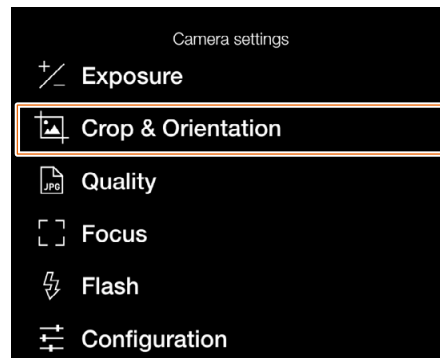 Camera settings
Exposure
Crop & Orientation
JPG
Quality
Focus
Flash
Configuration